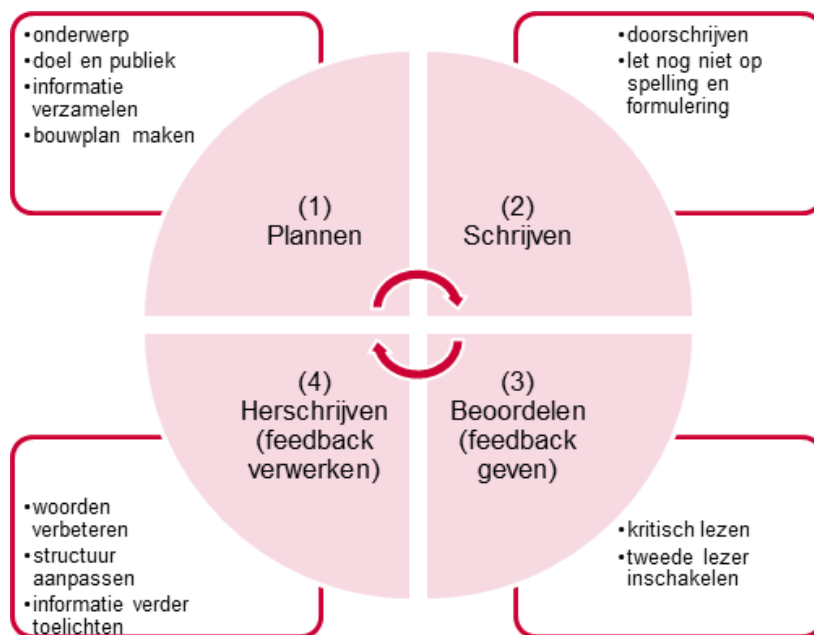 •onderwerp
•doel en publiek
•informatie
verzamelen
•bouwplan maken
•doorschrijven
•let nog niet op
spelling en
formulering
(1)
Plannen
(2)
Schrijven
(4)
Herschrijven
(feedback
verwerken)
(3)
Beoordelen
(feedback
geven)
•woorden
verbeteren
•structuur
aanpassen
•informatie verder
toelichten
•kritisch lezen
•tweede lezer
inschakelen